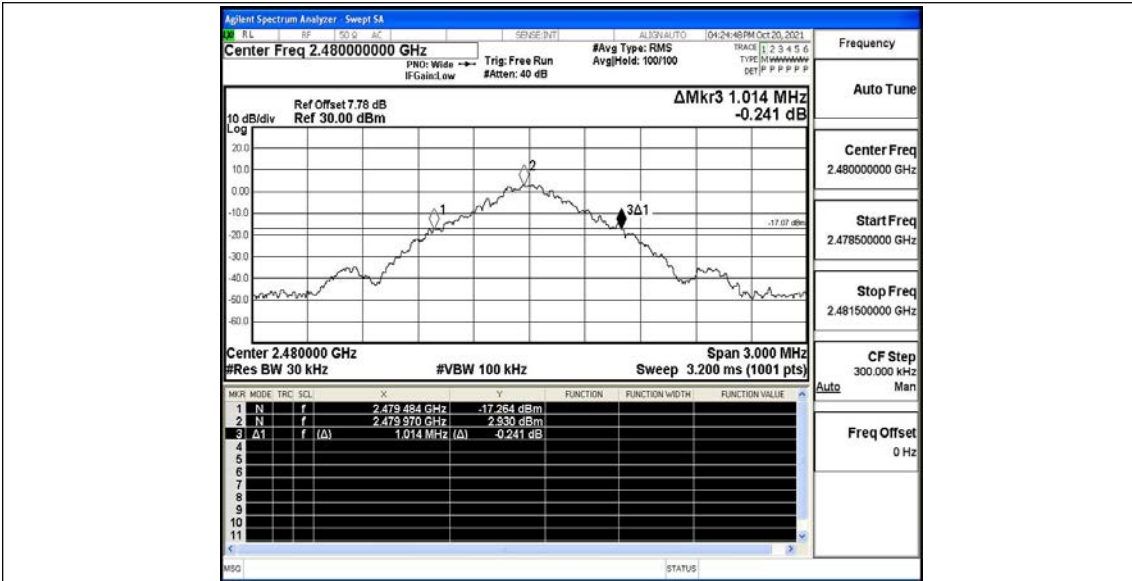 Agilent Spectrum Analyzer - Swept SA
RL RF 50 Ω AC SENSE:INT ALIGNAUTO 04:24:48PM Oct 20, 2021
Center Freq 2.480000000 GHz
PNO: Wide
IFGain:Low
Trig: Free Run
#Atten: 40 dB
#Avg Type: RMS
Avg|Hold: 100/100
TRACE 1 2 3 4 5 6
TYPE M
DET P P P P P P
Ref Offset 7.78 dB
Ref 30.00 dBm
10 dB/div
Log
ΔMkr3 1.014 MHz
-0.241 dB
20.0
10.0
0.00
-10.0
-20.0
-30.0
-40.0
-50.0
-60.0
1
2
3Δ1
-17.07 dBm
Center 2.480000 GHz
Span 3.000 MHz
#Res BW 30 kHz
#VBW 100 kHz
Sweep 3.200 ms (1001 pts)
MKR MODE TRC SCL X Y FUNCTION FUNCTION WIDTH FUNCTION VALUE
1 N f 2.479 484 GHz -17.264 dBm
2 N f 2.479 970 GHz 2.930 dBm
3 Δ1 f (Δ) 1.014 MHz (Δ) -0.241 dB
4
5
6
7
8
9
10
11
MSG
STATUS
Frequency
Auto Tune
Center Freq
2.480000000 GHz
Start Freq
2.478500000 GHz
Stop Freq
2.481500000 GHz
CF Step
300.000 kHz
Auto Man
Freq Offset
0 Hz